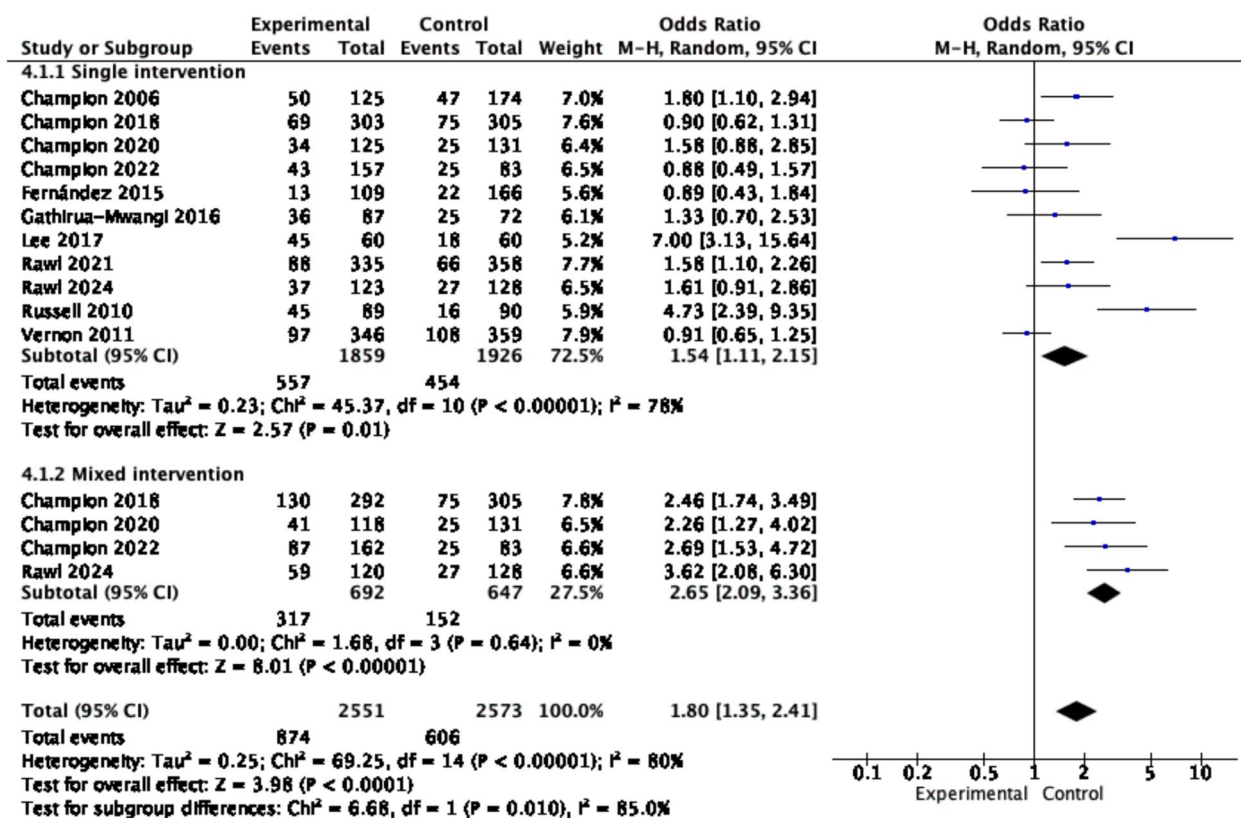 Experimental Control Odds Ratio Odds Ratio
Study or Subgroup Events Total Events Total Weight M-H, Random, 95% CI M-H, Random, 95% CI
4.1.1 Single intervention
Champion 2006 50 125 47 174 7.0% 1.80 [1.10, 2.94]
Champion 2018 69 303 75 305 7.6% 0.90 [0.62, 1.31]
Champion 2020 34 125 25 131 6.4% 1.58 [0.88, 2.85]
Champion 2022 43 157 25 83 6.5% 0.88 [0.49, 1.57]
Fernández 2015 13 109 22 166 5.6% 0.89 [0.43, 1.84]
Gathirua-Mwangi 2016 36 87 25 72 6.1% 1.33 [0.70, 2.53]
Lee 2017 45 60 18 60 5.2% 7.00 [3.13, 15.64]
Rawl 2021 88 335 66 358 7.7% 1.58 [1.10, 2.26]
Rawl 2024 37 123 27 128 6.5% 1.61 [0.91, 2.86]
Russell 2010 45 89 16 90 5.9% 4.73 [2.39, 9.35]
Vernon 2011 97 346 108 359 7.9% 0.91 [0.65, 1.25]
Subtotal (95% CI) 1859 1926 72.5% 1.54 [1.11, 2.15]
Total events 557 454
Heterogeneity: Tau² = 0.23; Chi² = 45.37, df = 10 (P < 0.00001); I² = 78%
Test for overall effect: Z = 2.57 (P = 0.01)
4.1.2 Mixed intervention
Champion 2018 130 292 75 305 7.8% 2.46 [1.74, 3.49]
Champion 2020 41 118 25 131 6.5% 2.26 [1.27, 4.02]
Champion 2022 87 162 25 83 6.6% 2.69 [1.53, 4.72]
Rawl 2024 59 120 27 128 6.6% 3.62 [2.08, 6.30]
Subtotal (95% CI) 692 647 27.5% 2.65 [2.09, 3.36]
Total events 317 152
Heterogeneity: Tau² = 0.00; Chi² = 1.68, df = 3 (P = 0.64); I² = 0%
Test for overall effect: Z = 8.01 (P < 0.00001)
Total (95% CI) 2551 2573 100.0% 1.80 [1.35, 2.41]
Total events 874 606
Heterogeneity: Tau² = 0.25; Chi² = 69.25, df = 14 (P < 0.00001); I² = 80%
Test for overall effect: Z = 3.98 (P < 0.0001)
Test for subgroup differences: Chi² = 6.68, df = 1 (P = 0.010), I² = 85.0%
0.1 0.2 0.5 1 2 5 10
Experimental Control